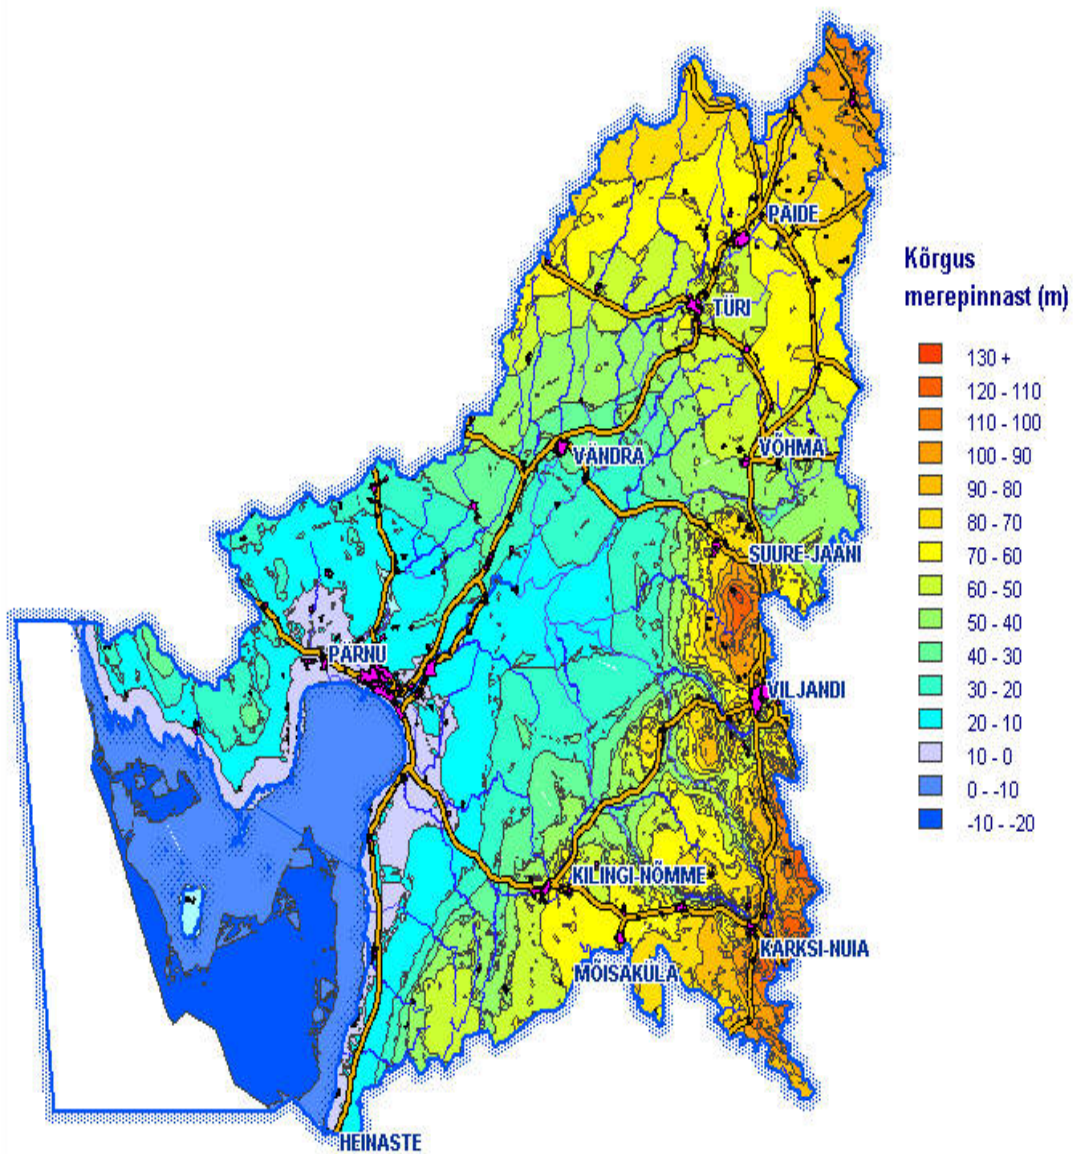 PAIDE
Kõrgus
merepinnast (m)
TÜRI
130 +
120 - 110
110 - 100
100 - 90
VÕHMA
VÄNDRA
90 - 80
80 - 70
SUURE-JAANI
70 - 60
60 - 50
50 - 40
PÄRNU
40 - 30
VILJANDI
30 - 20
20 - 10
10 - 0
0 - -10
-10 - -20
KILINGI-NÕMME
KARKSI-NUIA
MOISAKULA
HEINASTE